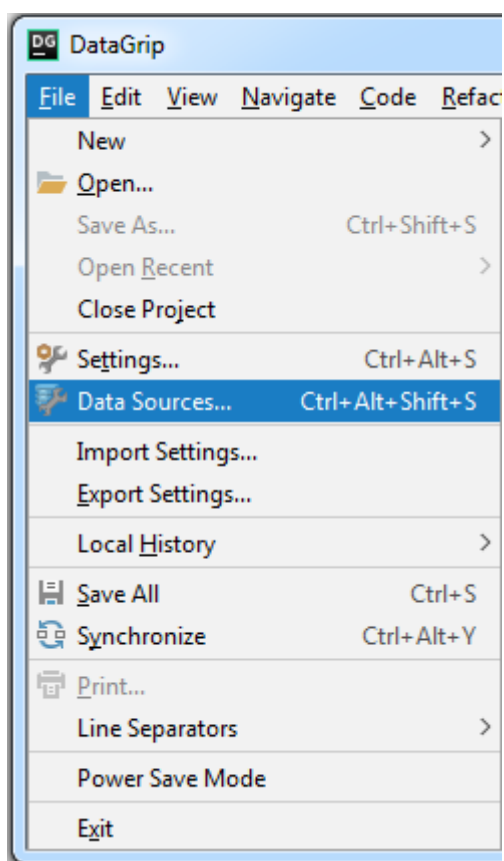 DG DataGrip
File Edit View Navigate Code Refac
New
Open...
Save As... Ctrl+Shift+S
Open Recent
Close Project
Settings... Ctrl+Alt+S
Data Sources... Ctrl+Alt+Shift+S
Import Settings...
Export Settings...
Local History
Save All Ctrl+S
Synchronize Ctrl+Alt+Y
Print...
Line Separators
Power Save Mode
Exit